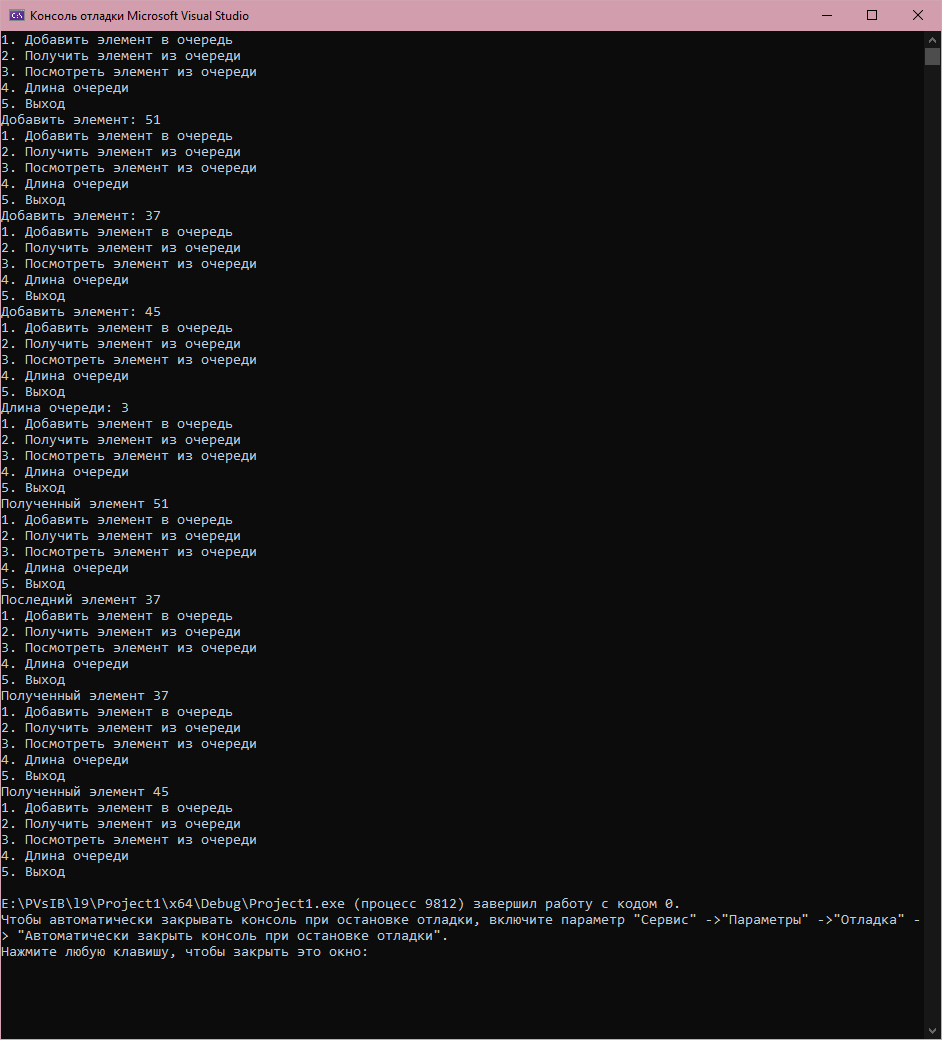 Консоль отладки Microsoft Visual Studio
1. Добавить элемент в очередь
2. Получить элемент из очереди
3. Посмотреть элемент из очереди
4. Длина очереди
5. Выход
Добавить элемент: 51
1. Добавить элемент в очередь
2. Получить элемент из очереди
3. Посмотреть элемент из очереди
4. Длина очереди
5. Выход
Добавить элемент: 37
1. Добавить элемент в очередь
2. Получить элемент из очереди
3. Посмотреть элемент из очереди
4. Длина очереди
5. Выход
Добавить элемент: 45
1. Добавить элемент в очередь
2. Получить элемент из очереди
3. Посмотреть элемент из очереди
4. Длина очереди
5. Выход
Длина очереди: 3
1. Добавить элемент в очередь
2. Получить элемент из очереди
3. Посмотреть элемент из очереди
4. Длина очереди
5. Выход
Полученный элемент 51
1. Добавить элемент в очередь
2. Получить элемент из очереди
3. Посмотреть элемент из очереди
4. Длина очереди
5. Выход
Последний элемент 37
1. Добавить элемент в очередь
2. Получить элемент из очереди
3. Посмотреть элемент из очереди
4. Длина очереди
5. Выход
Полученный элемент 37
1. Добавить элемент в очередь
2. Получить элемент из очереди
3. Посмотреть элемент из очереди
4. Длина очереди
5. Выход
Полученный элемент 45
1. Добавить элемент в очередь
2. Получить элемент из очереди
3. Посмотреть элемент из очереди
4. Длина очереди
5. Выход
E:\PVsIB\l9\Project1\x64\Debug\Project1.exe (процесс 9812) завершил работу с кодом 0.
Чтобы автоматически закрывать консоль при остановке отладки, включите параметр "Сервис" ->"Параметры" ->"Отладка" -
> "Автоматически закрыть консоль при остановке отладки".
Нажмите любую клавишу, чтобы закрыть это окно: